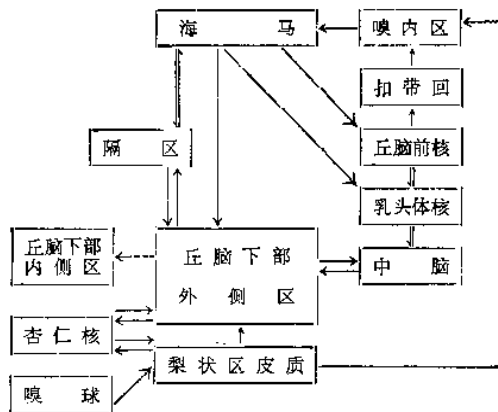 海马
嗅内区
扣带回
隔区
丘脑前核
乳头体核
丘脑下部
内侧区
丘脑下部
外侧区
中脑
杏仁核
梨状区皮质
嗅球